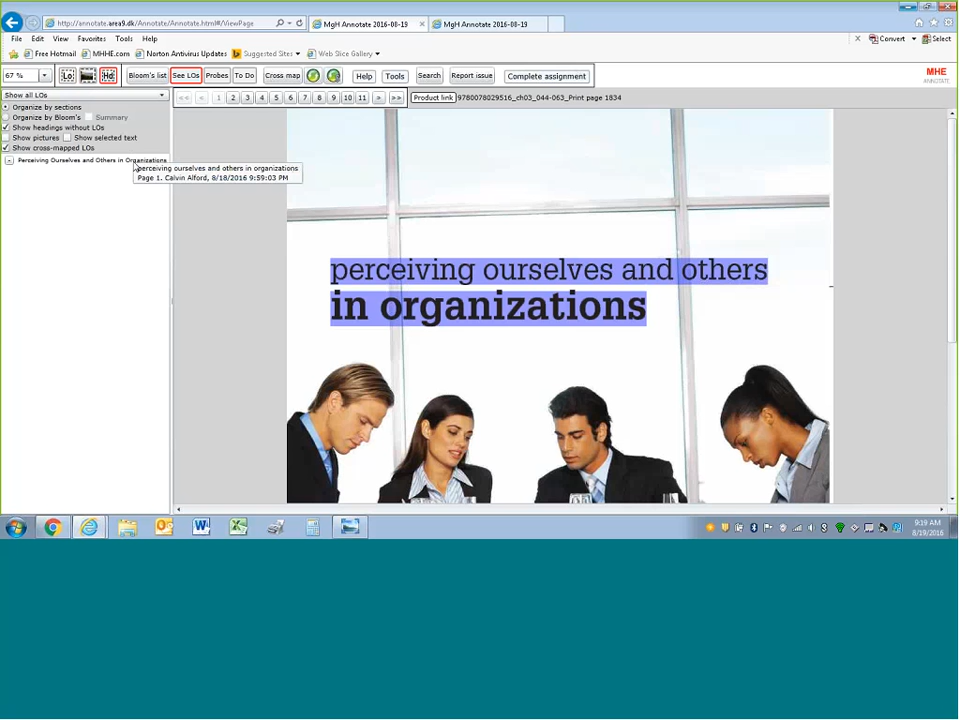 http://annotate.area9.dk/Annotate/Annotate.html#/ViewPage
MgH Annotate 2016-08-19
MgH Annotate 2016-08-19
File Edit View Favorites Tools Help
Convert
Select
Free Hotmail MHHE.com Norton Antivirus Updates Suggested Sites Web Slice Gallery
67 % Lo Hd Bloom's list See LOs Probes To Do Cross map Help Tools Search Report issue Complete assignment
MHE
ANNOTATE
Show all LOs
<< < 1 2 3 4 5 6 7 8 9 10 11 > >> Product link 9780078029516_ch03_044-063_Print page 1834
Organize by sections
Organize by Bloom's Summary
Show headings without LOs
Show pictures Show selected text
Show cross-mapped LOs
Perceiving Ourselves and Others in Organizations
perceiving ourselves and others in organizations
Page 1. Calvin Alford, 8/18/2016 9:59:03 PM
perceiving ourselves and others
in organizations
9:19 AM
8/19/2016